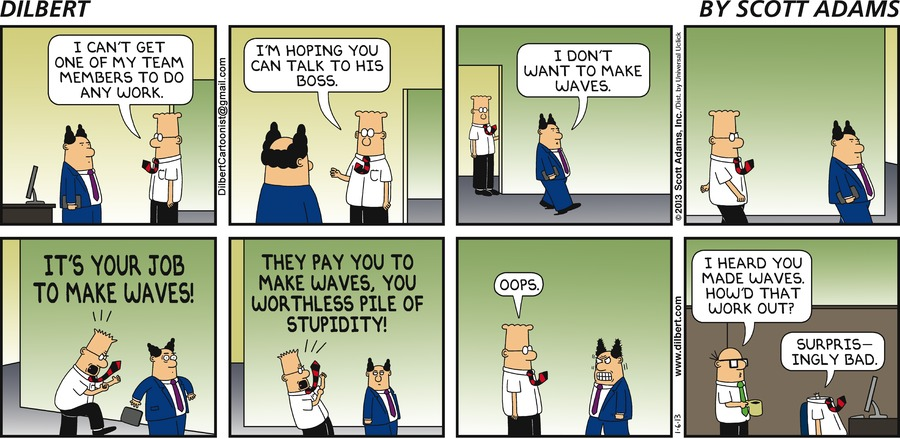 DILBERT
BY SCOTT ADAMS
I CAN'T GET
ONE OF MY TEAM
MEMBERS TO DO
ANY WORK.
DilbertCartoonist@gmail.com
I'M HOPING YOU
CAN TALK TO HIS
BOSS.
I DON'T
WANT TO MAKE
WAVES.
©2013 Scott Adams, Inc./Dist. by Universal Uclick
IT'S YOUR JOB
TO MAKE WAVES!
THEY PAY YOU TO
MAKE WAVES, YOU
WORTHLESS PILE OF
STUPIDITY!
OOPS.
www.dilbert.com
1-6-13
I HEARD YOU
MADE WAVES.
HOW'D THAT
WORK OUT?
SURPRIS-
INGLY BAD.